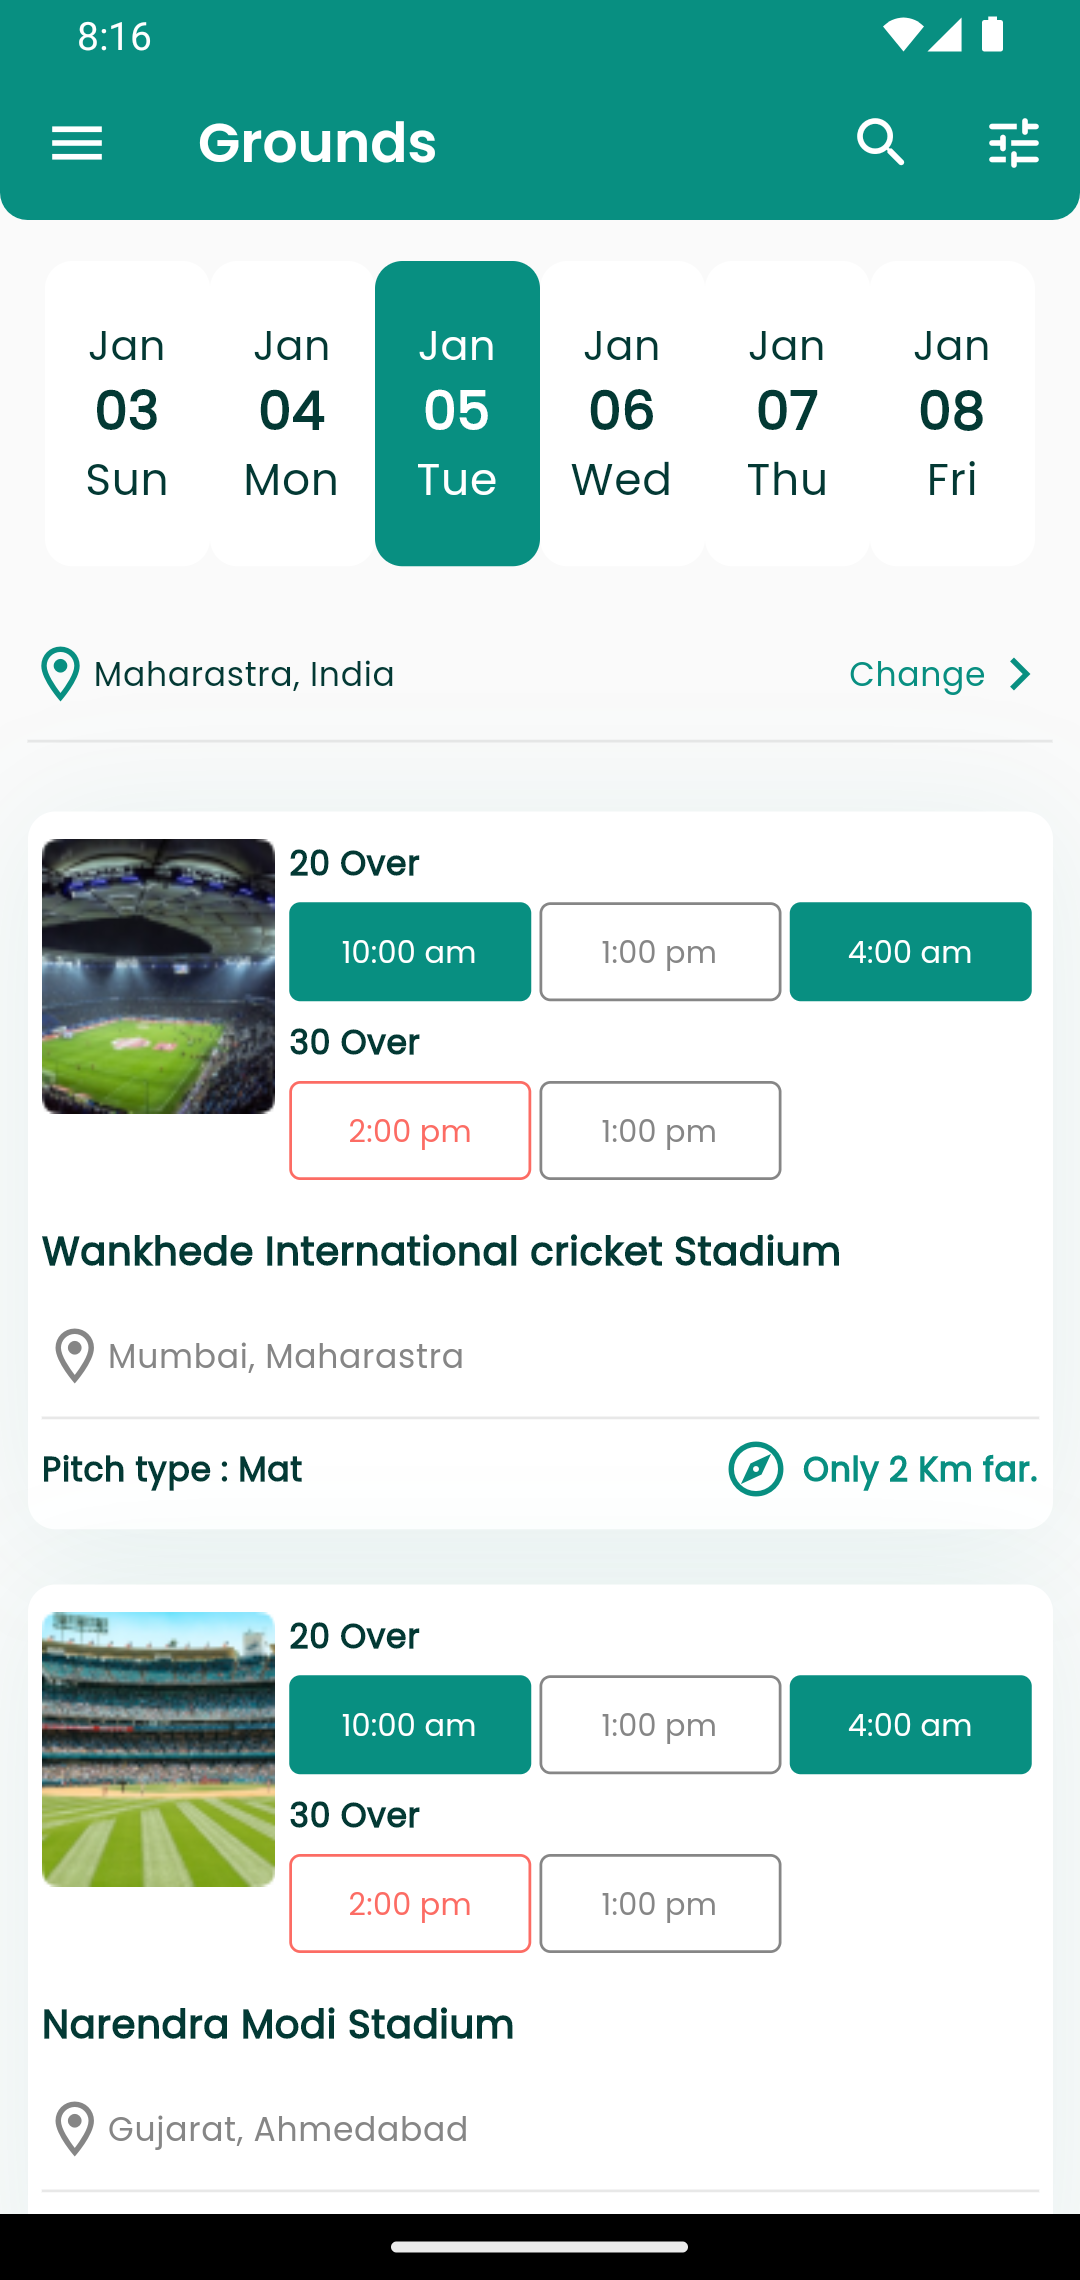 8:16
Grounds
Jan Jan Jan Jan Jan Jan
03 04 05 06 07 08
Sun Mon Tue Wed Thu Fri
Maharastra, India Change
20 Over
10:00 am 1:00 pm 4:00 am
30 Over
2:00 pm 1:00 pm
Wankhede International cricket Stadium
Mumbai, Maharastra
Pitch type : Mat Only 2 Km far.
20 Over
10:00 am 1:00 pm 4:00 am
30 Over
2:00 pm 1:00 pm
Narendra Modi Stadium
Gujarat, Ahmedabad